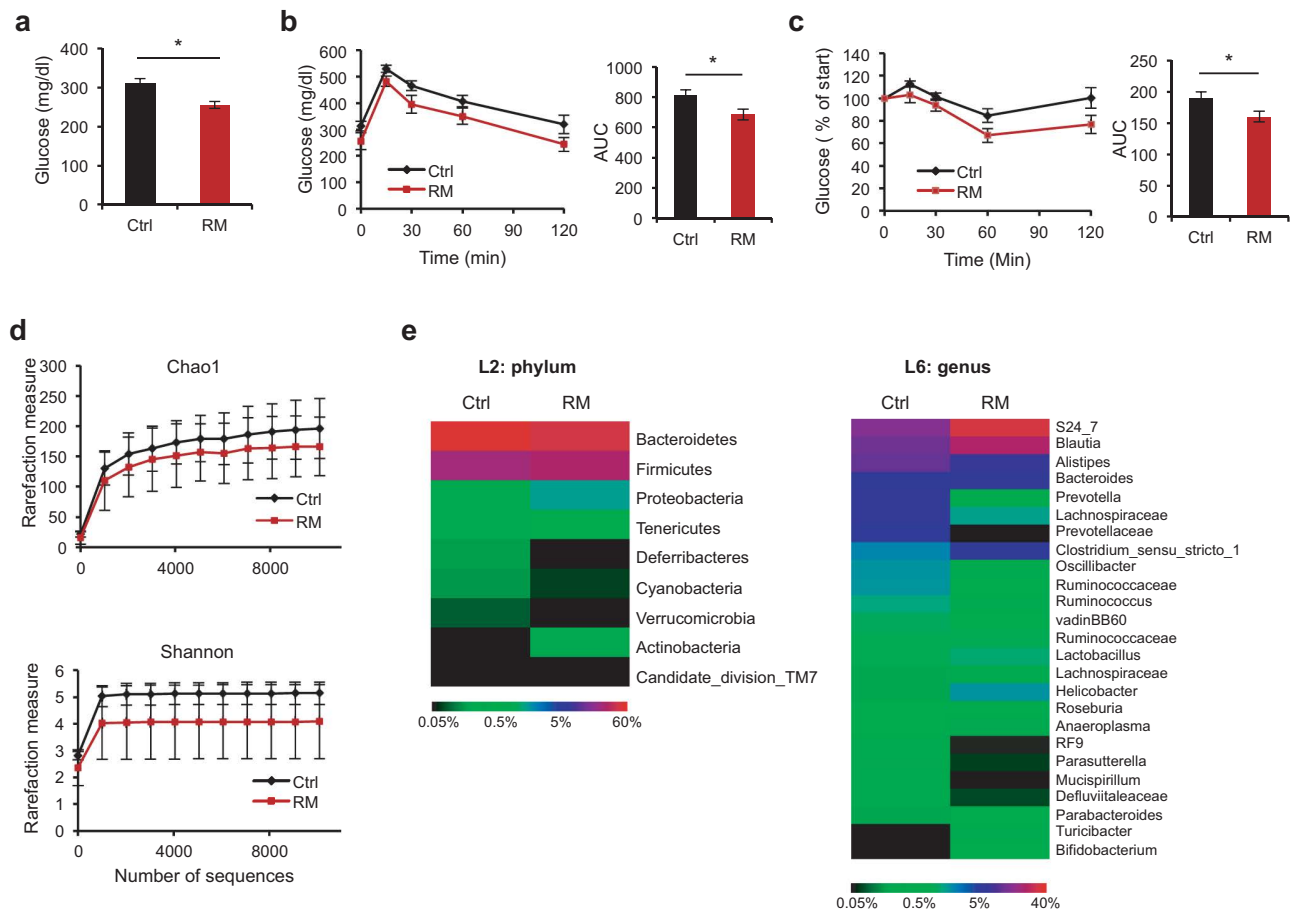 a
*
Glucose (mg/dl)
400
300
200
100
0
Ctrl
RM
b
Glucose (mg/dl)
600
500
400
300
200
100
0
Ctrl
RM
0 30 60 90 120
Time (min)
*
AUC
1000
800
600
400
200
0
Ctrl
RM
c
Glucose ( % of start)
140
120
100
80
60
40
20
0
Ctrl
RM
0 30 60 90 120
Time (Min)
*
AUC
250
200
150
100
50
0
Ctrl
RM
d
Chao1
Rarefaction measure
300
250
200
150
100
50
0
Ctrl
RM
0 4000 8000
Shannon
Rarefaction measure
6
5
4
3
2
1
0
Ctrl
RM
0 4000 8000
Number of sequences
e
L2: phylum
Ctrl RM
Bacteroidetes
Firmicutes
Proteobacteria
Tenericutes
Deferribacteres
Cyanobacteria
Verrucomicrobia
Actinobacteria
Candidate_division_TM7
0.05% 0.5% 5% 60%
L6: genus
Ctrl RM
S24_7
Blautia
Alistipes
Bacteroides
Prevotella
Lachnospiraceae
Prevotellaceae
Clostridium_sensu_stricto_1
Oscillibacter
Ruminococcaceae
Ruminococcus
vadinBB60
Ruminococcaceae
Lactobacillus
Lachnospiraceae
Helicobacter
Roseburia
Anaeroplasma
RF9
Parasutterella
Mucispirillum
Defluviitaleaceae
Parabacteroides
Turicibacter
Bifidobacterium
0.05% 0.5% 5% 40%